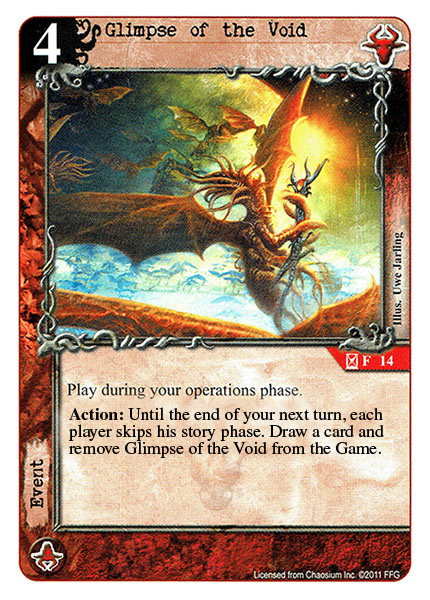 4
Glimpse of the Void
Illus. Uwe Jarling
F 14
Play during your operations phase.
Action: Until the end of your next turn, each
player skips his story phase. Draw a card and
remove Glimpse of the Void from the Game.
Event
Licensed from Chaosium Inc. ©2011 FFG